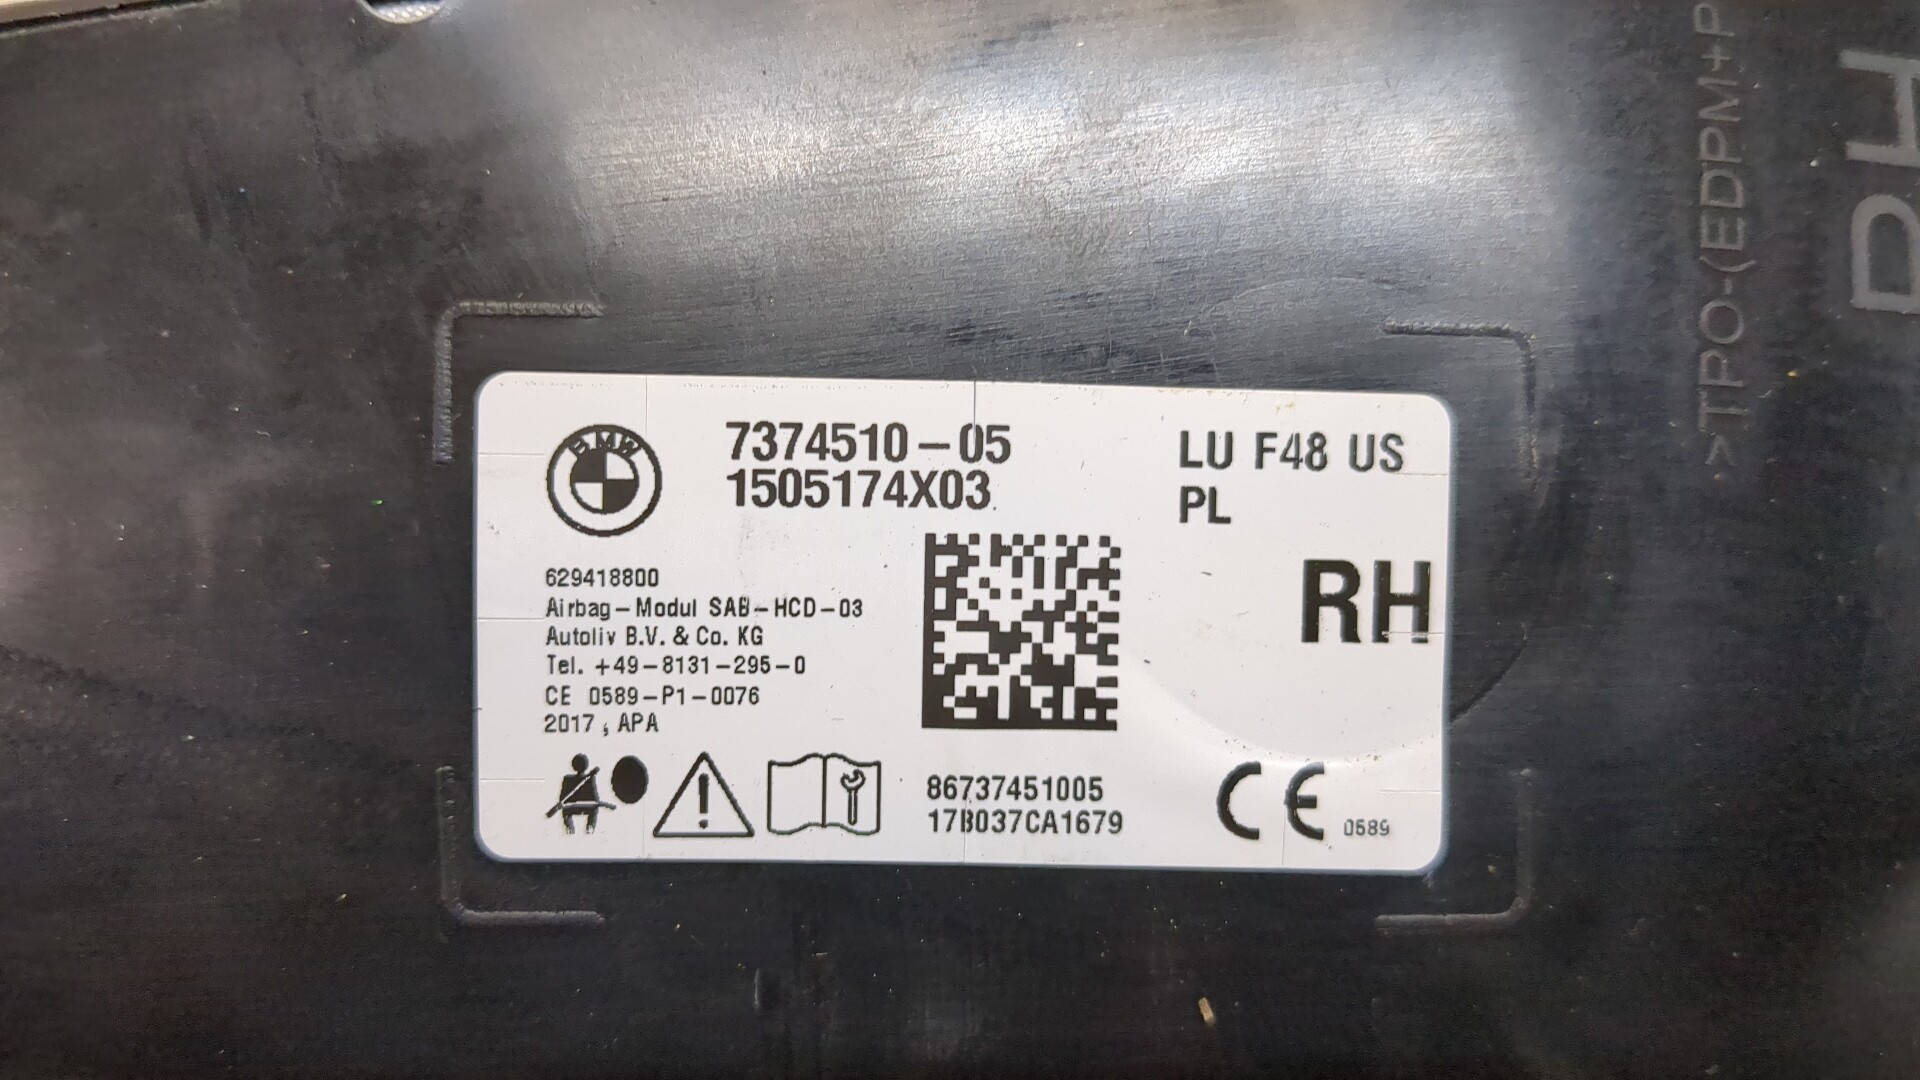 BMW
7374510-05
1505174X03
LU F48 US
PL
RH
629418800
Airbag-Modul SAB-HCD-03
Autoliv B.V. & Co. KG
Tel. +49-8131-295-0
CE 0589-P1-0076
2017, APA
86737451005
17B037CA1679
CE 0589
>TPO-(EDPM+P